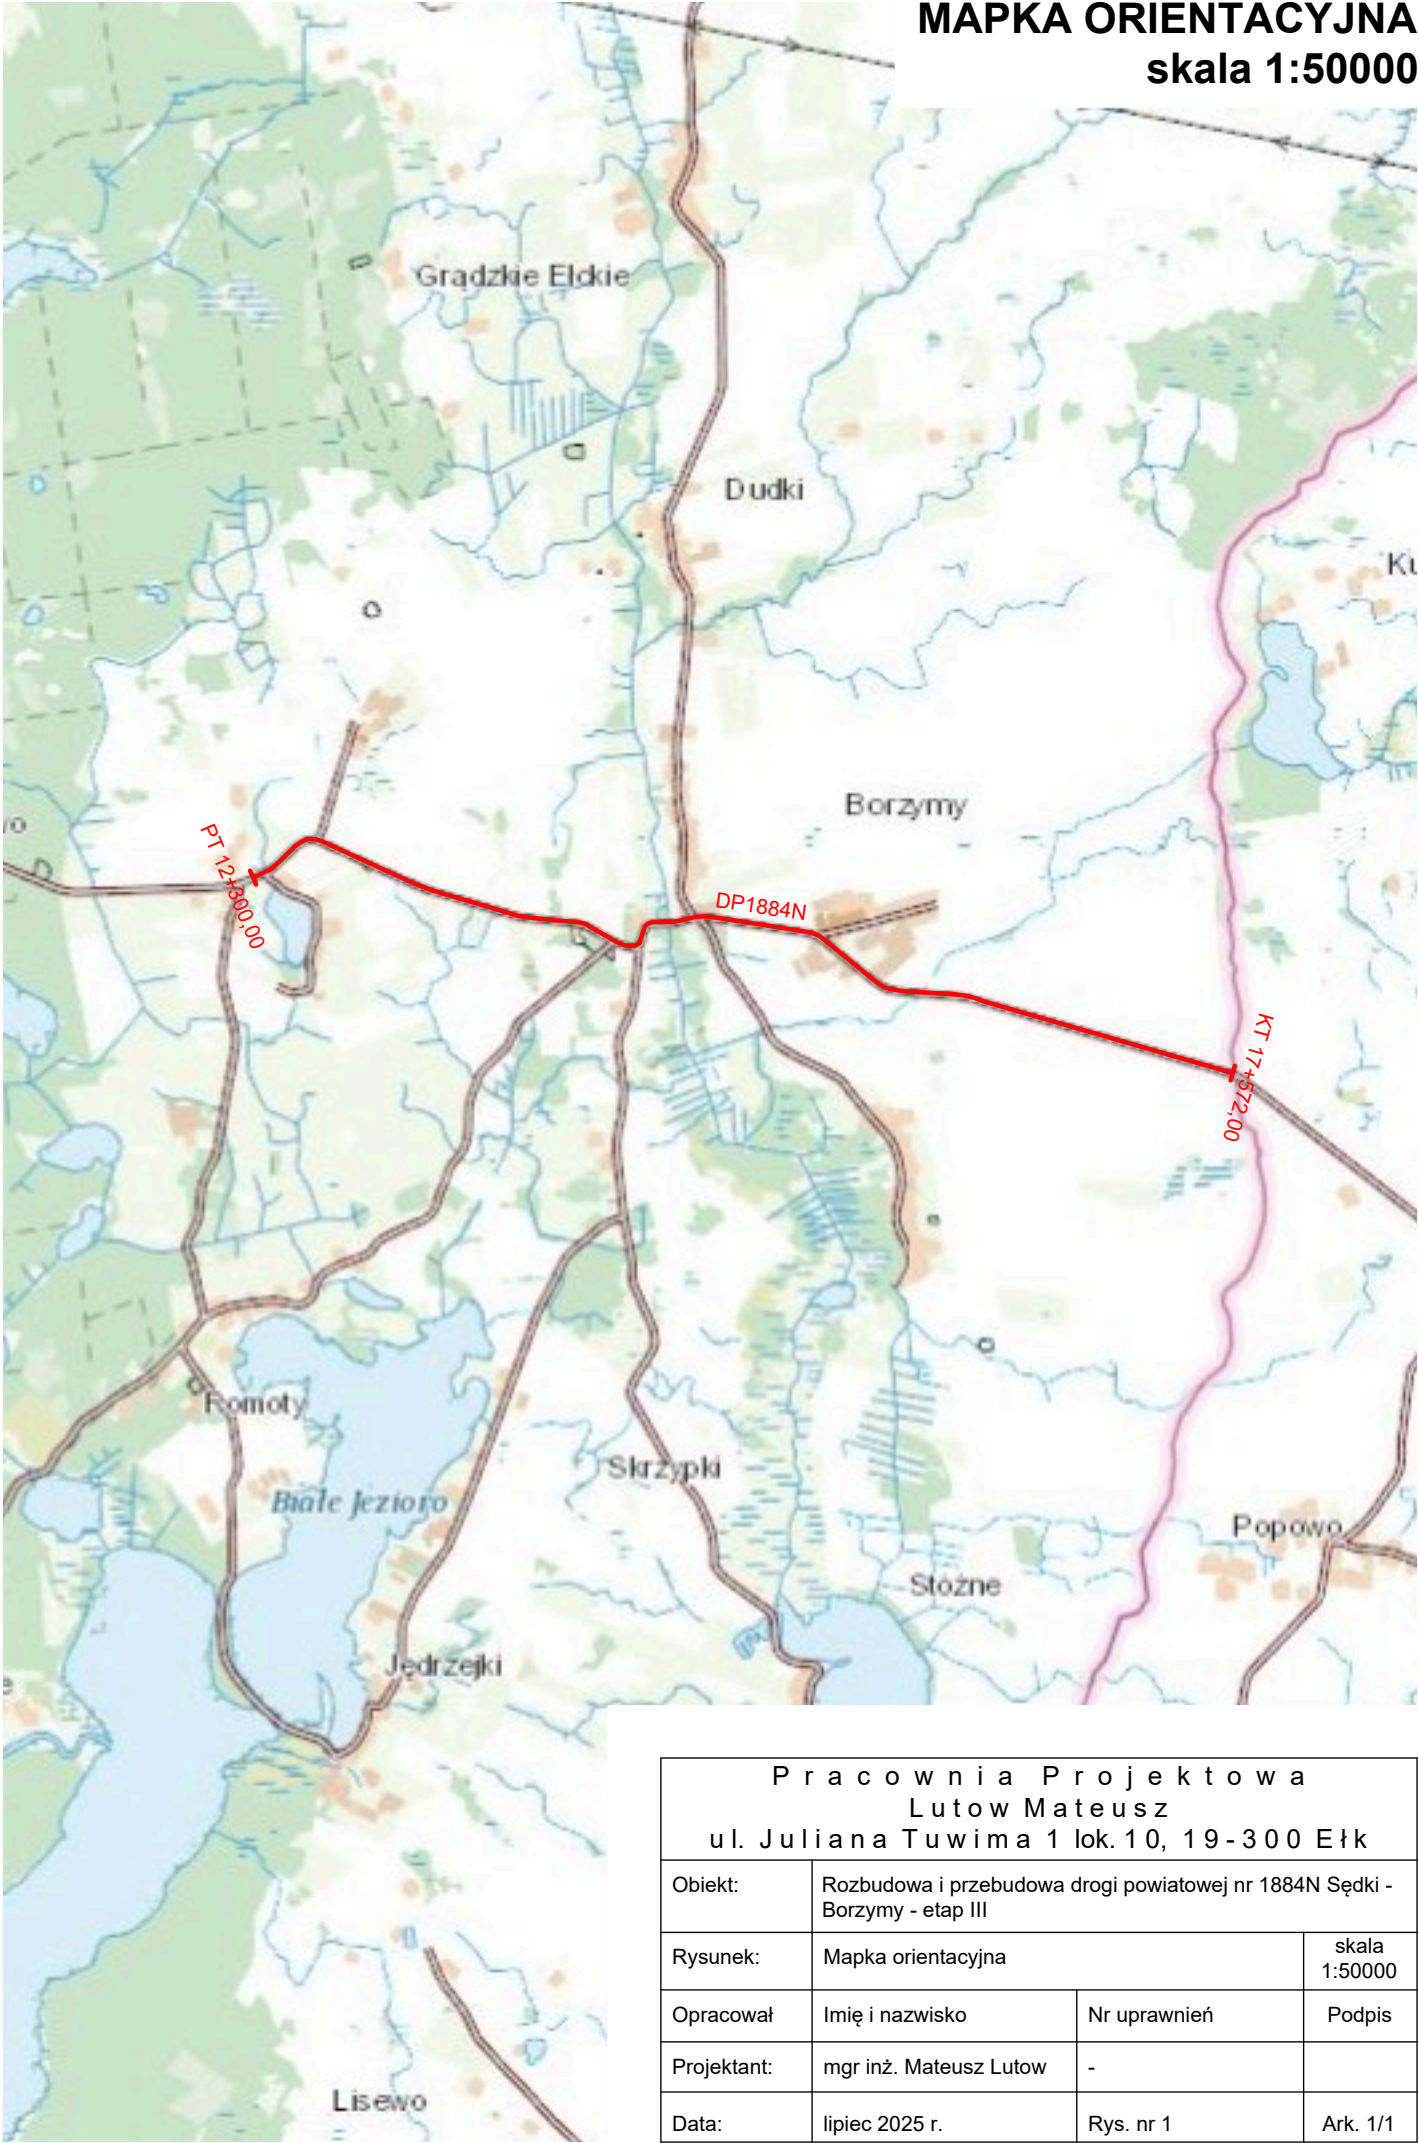 MAPKA ORIENTACYJNA
skala 1:50000
Grądzkie Ełckie
Dudki
Borzymy
PT 12+300,00
DP1884N
KT 17+572,00
Romoty
Białe Jezioro
Skrzypki
Popowo
Stożne
Jędrzejki
Lisewo
Pracownia Projektowa
Lutow Mateusz
ul. Juliana Tuwima 1 lok. 10, 19-300 Ełk
Obiekt: Rozbudowa i przebudowa drogi powiatowej nr 1884N Sędki -
Borzymy - etap III
Rysunek: Mapka orientacyjna skala
1:50000
Opracował Imię i nazwisko Nr uprawnień Podpis
Projektant: mgr inż. Mateusz Lutow -
Data: lipiec 2025 r. Rys. nr 1 Ark. 1/1